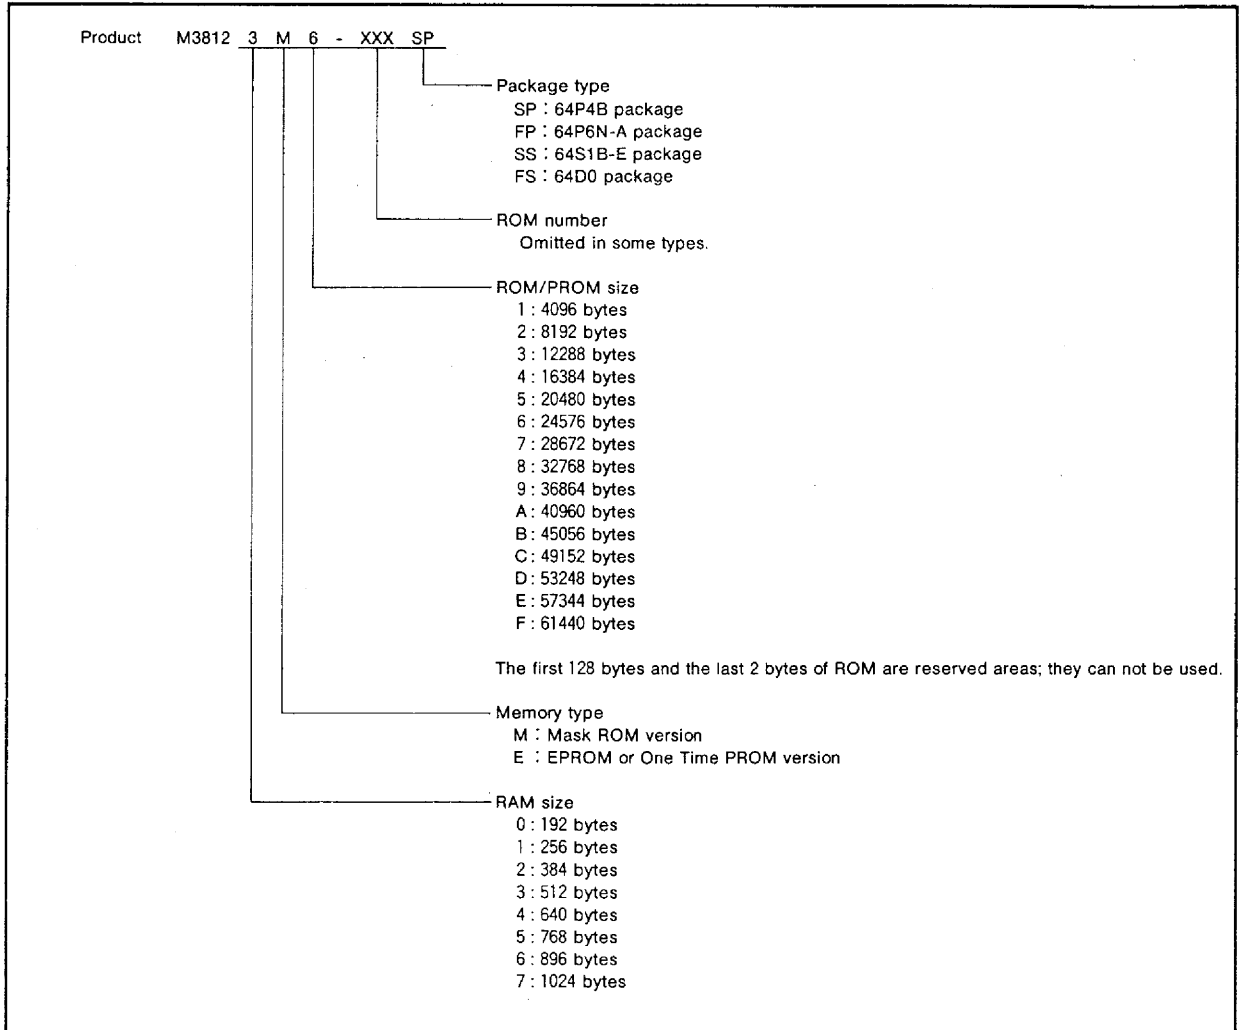 Product M3812 3 M 6 - XXX SP
Package type
SP : 64P4B package
FP : 64P6N-A package
SS : 64S1B-E package
FS : 64D0 package
ROM number
Omitted in some types.
ROM/PROM size
1 : 4096 bytes
2 : 8192 bytes
3 : 12288 bytes
4 : 16384 bytes
5 : 20480 bytes
6 : 24576 bytes
7 : 28672 bytes
8 : 32768 bytes
9 : 36864 bytes
A : 40960 bytes
B : 45056 bytes
C : 49152 bytes
D : 53248 bytes
E : 57344 bytes
F : 61440 bytes
The first 128 bytes and the last 2 bytes of ROM are reserved areas; they can not be used.
Memory type
M : Mask ROM version
E : EPROM or One Time PROM version
RAM size
0 : 192 bytes
1 : 256 bytes
2 : 384 bytes
3 : 512 bytes
4 : 640 bytes
5 : 768 bytes
6 : 896 bytes
7 : 1024 bytes